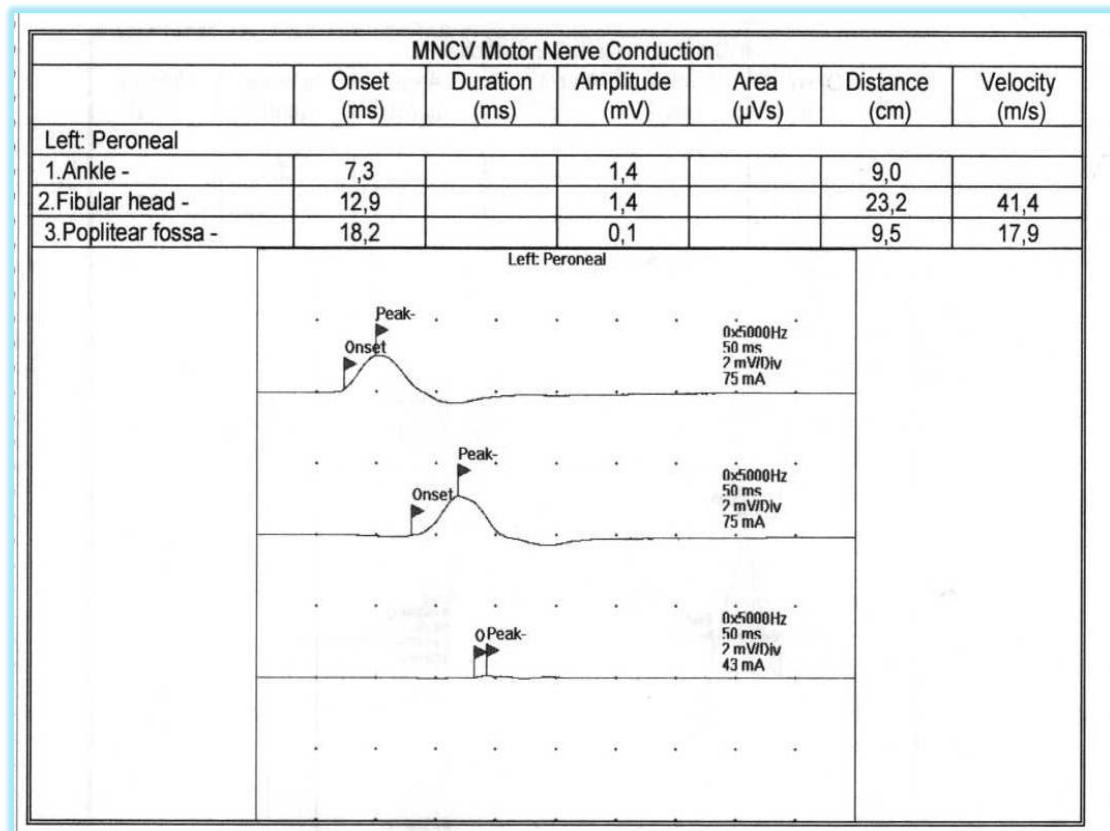 MNCV Motor Nerve Conduction
Onset (ms) Duration (ms) Amplitude (mV) Area (µVs) Distance (cm) Velocity (m/s)
Left: Peroneal
1.Ankle - 7,3 1,4 9,0
2.Fibular head - 12,9 1,4 23,2 41,4
3.Poplitear fossa - 18,2 0,1 9,5 17,9
Left: Peroneal
Peak-
Onset
0x5000Hz
50 ms
2 mV/Div
75 mA
Peak-
Onset
0x5000Hz
50 ms
2 mV/Div
75 mA
O Peak-
0x5000Hz
50 ms
2 mV/Div
43 mA